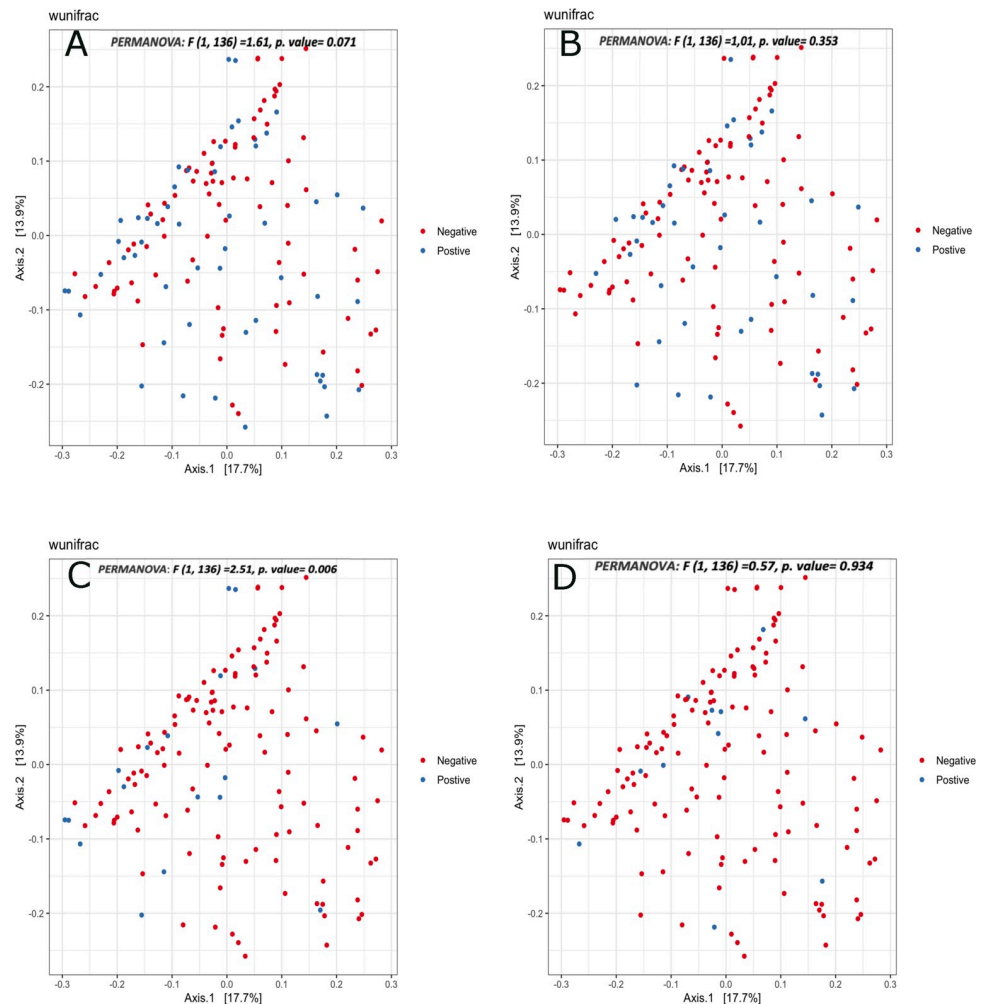 wunifrac
A
PERMANOVA: F (1, 136) =1.61, p. value= 0.071
0.2
0.1
0.0
-0.1
-0.2
Axis.2 [13.9%]
-0.3 -0.2 -0.1 0.0 0.1 0.2 0.3
Axis.1 [17.7%]
Negative
Postive
wunifrac
B
PERMANOVA: F (1, 136) =1,01, p. value= 0.353
0.2
0.1
0.0
-0.1
-0.2
Axis.2 [13.9%]
-0.3 -0.2 -0.1 0.0 0.1 0.2 0.3
Axis.1 [17.7%]
Negative
Postive
wunifrac
C
PERMANOVA: F (1, 136) =2.51, p. value= 0.006
0.2
0.1
0.0
-0.1
-0.2
Axis.2 [13.9%]
-0.3 -0.2 -0.1 0.0 0.1 0.2 0.3
Axis.1 [17.7%]
Negative
Postive
wunifrac
D
PERMANOVA: F (1, 136) =0.57, p. value= 0.934
0.2
0.1
0.0
-0.1
-0.2
Axis.2 [13.9%]
-0.3 -0.2 -0.1 0.0 0.1 0.2 0.3
Axis.1 [17.7%]
Negative
Postive